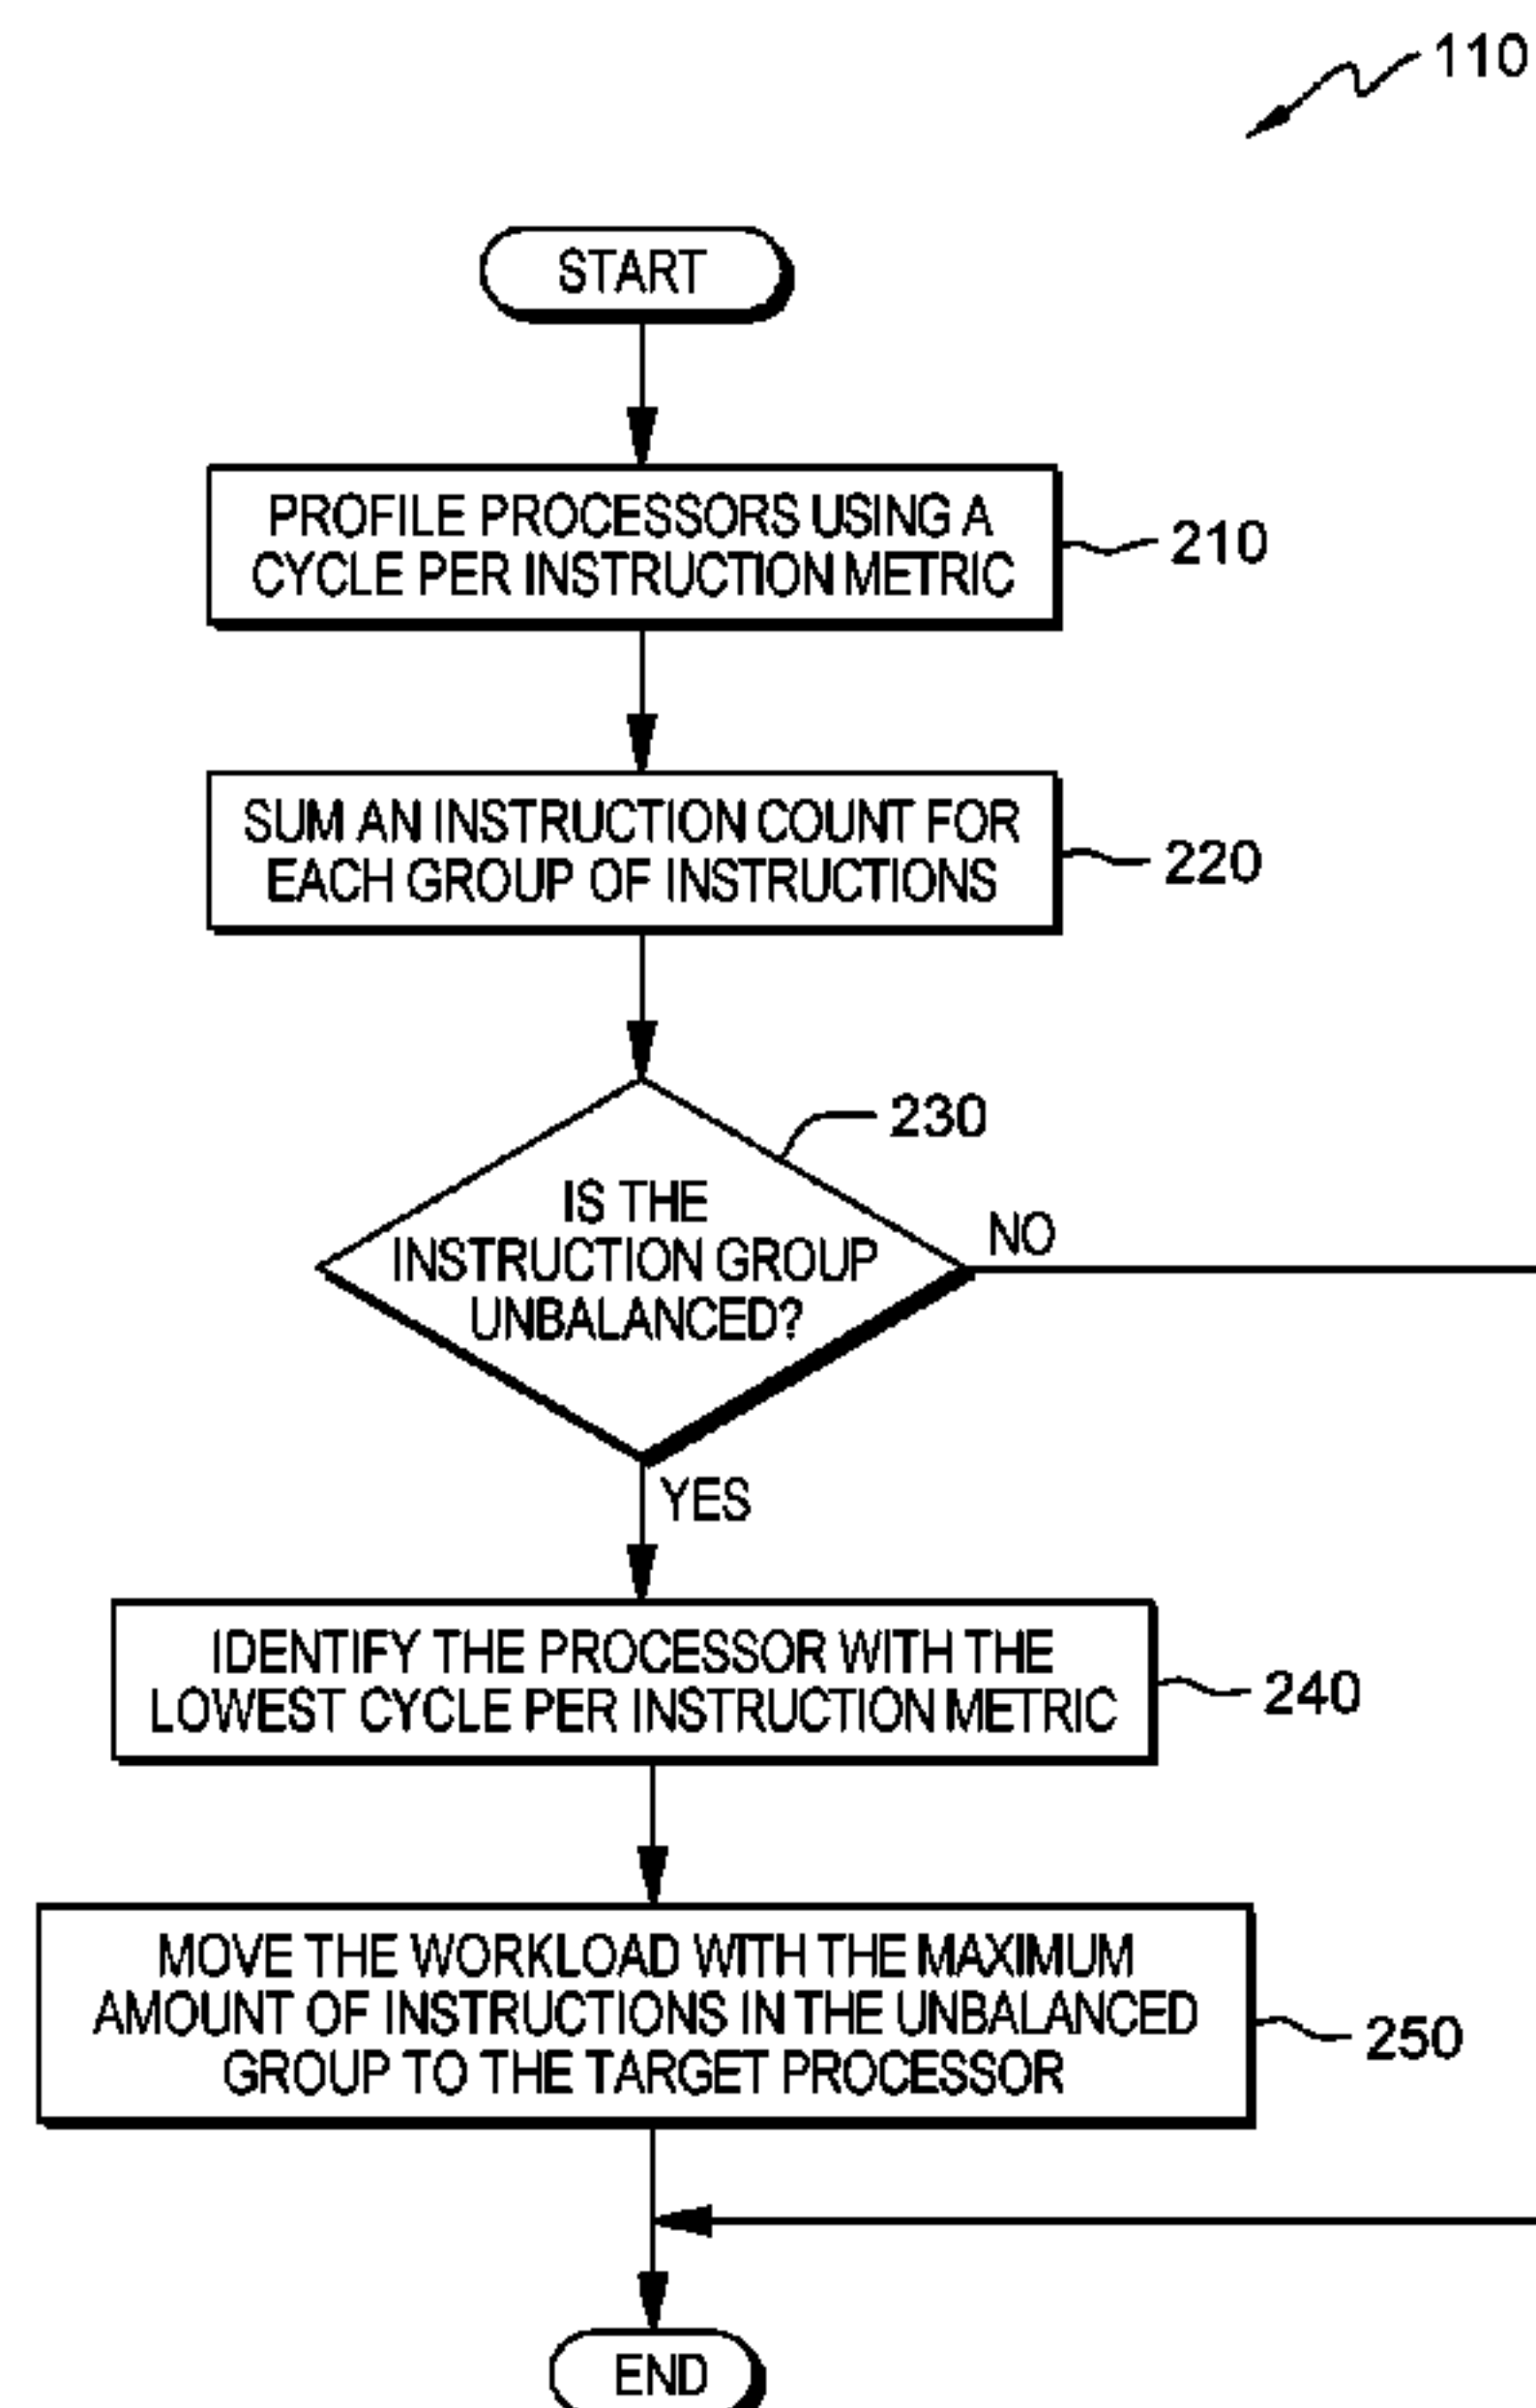 110
START
PROFILE PROCESSORS USING A
CYCLE PER INSTRUCTION METRIC
210
SUM AN INSTRUCTION COUNT FOR
EACH GROUP OF INSTRUCTIONS
220
230
IS THE
INSTRUCTION GROUP
UNBALANCED?
NO
YES
IDENTIFY THE PROCESSOR WITH THE
LOWEST CYCLE PER INSTRUCTION METRIC
240
MOVE THE WORKLOAD WITH THE MAXIMUM
AMOUNT OF INSTRUCTIONS IN THE UNBALANCED
GROUP TO THE TARGET PROCESSOR
250
END